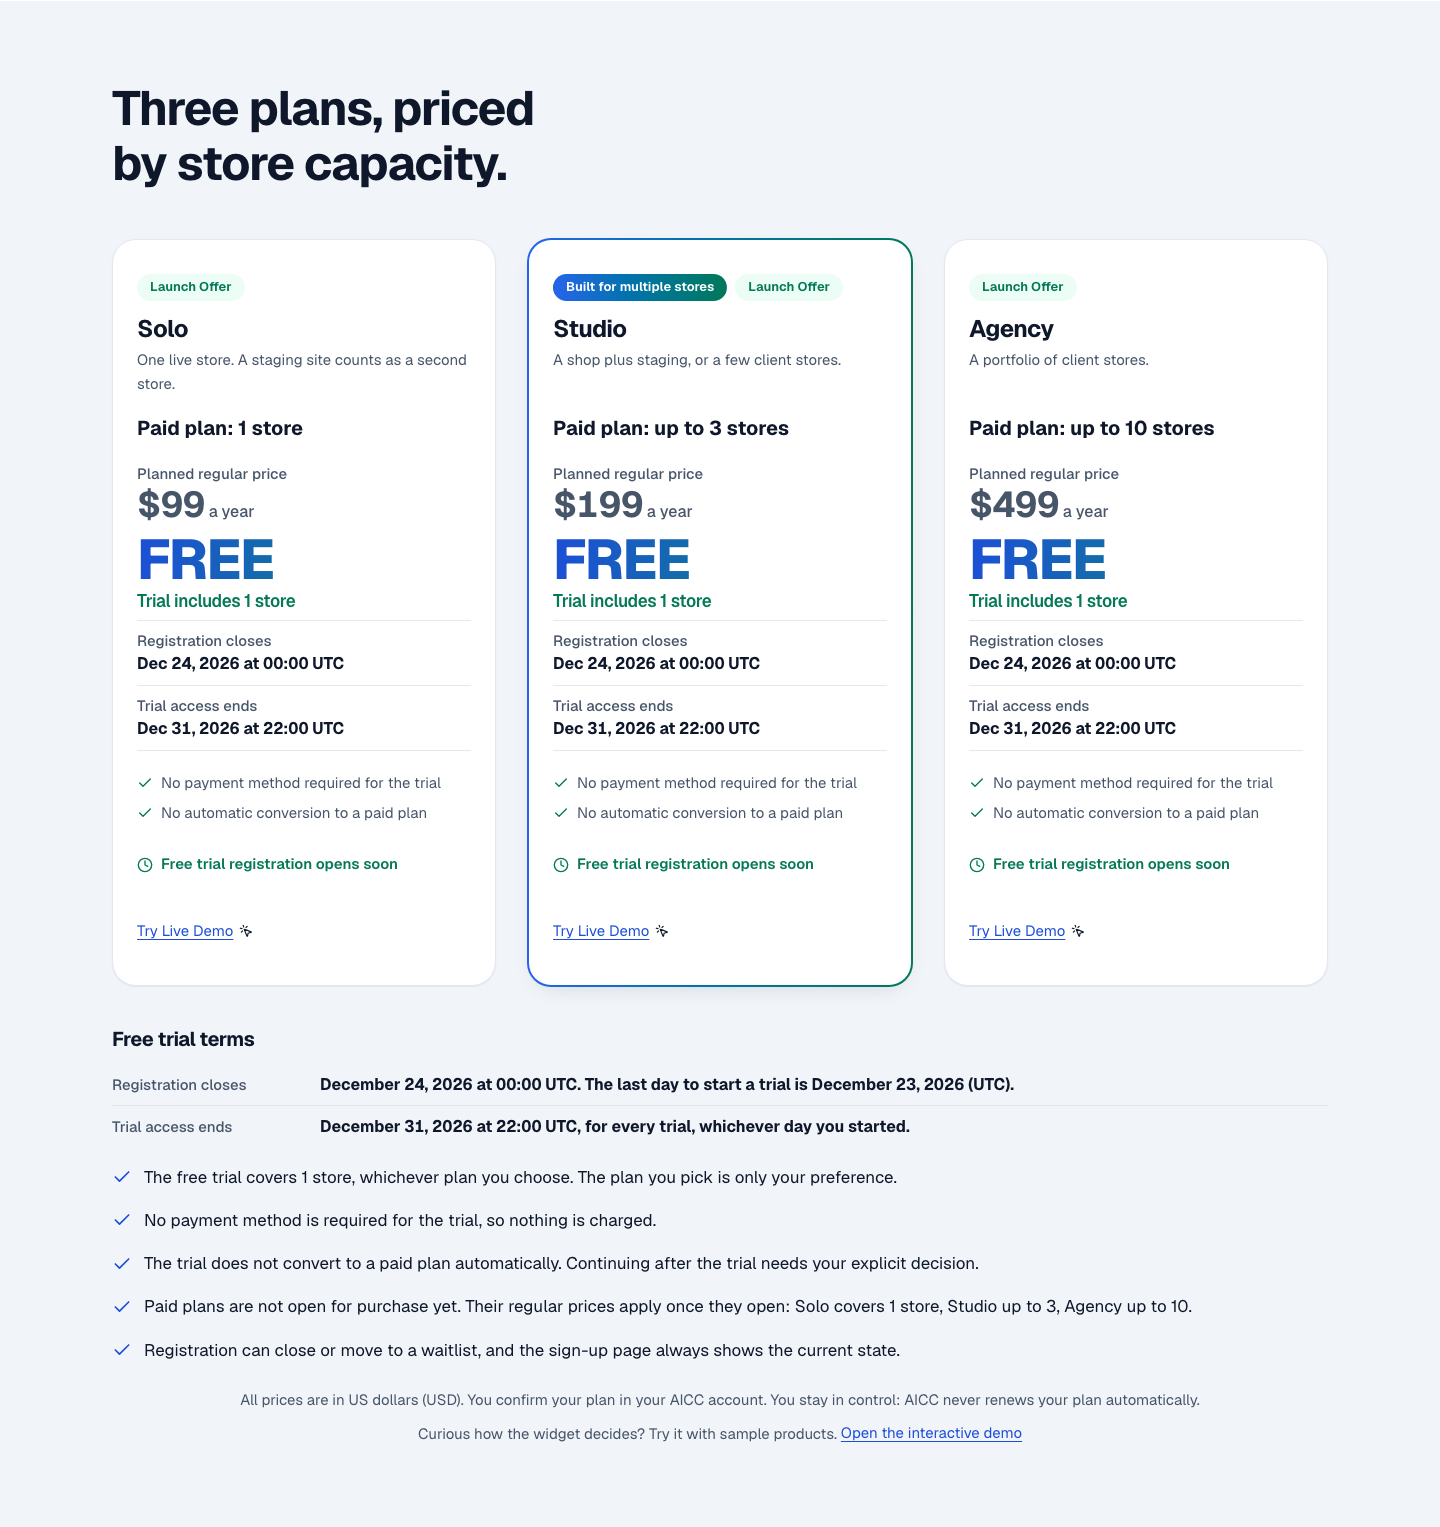 Three plans, priced
by store capacity.
Launch Offer
Solo
One live store. A staging site counts as a second
store.
Paid plan: 1 store
Planned regular price
$99 a year
FREE
Trial includes 1 store
Registration closes
Dec 24, 2026 at 00:00 UTC
Trial access ends
Dec 31, 2026 at 22:00 UTC
No payment method required for the trial
No automatic conversion to a paid plan
Free trial registration opens soon
Try Live Demo
Built for multiple stores
Launch Offer
Studio
A shop plus staging, or a few client stores.
Paid plan: up to 3 stores
Planned regular price
$199 a year
FREE
Trial includes 1 store
Registration closes
Dec 24, 2026 at 00:00 UTC
Trial access ends
Dec 31, 2026 at 22:00 UTC
No payment method required for the trial
No automatic conversion to a paid plan
Free trial registration opens soon
Try Live Demo
Launch Offer
Agency
A portfolio of client stores.
Paid plan: up to 10 stores
Planned regular price
$499 a year
FREE
Trial includes 1 store
Registration closes
Dec 24, 2026 at 00:00 UTC
Trial access ends
Dec 31, 2026 at 22:00 UTC
No payment method required for the trial
No automatic conversion to a paid plan
Free trial registration opens soon
Try Live Demo
Free trial terms
Registration closes December 24, 2026 at 00:00 UTC. The last day to start a trial is December 23, 2026 (UTC).
Trial access ends December 31, 2026 at 22:00 UTC, for every trial, whichever day you started.
The free trial covers 1 store, whichever plan you choose. The plan you pick is only your preference.
No payment method is required for the trial, so nothing is charged.
The trial does not convert to a paid plan automatically. Continuing after the trial needs your explicit decision.
Paid plans are not open for purchase yet. Their regular prices apply once they open: Solo covers 1 store, Studio up to 3, Agency up to 10.
Registration can close or move to a waitlist, and the sign-up page always shows the current state.
All prices are in US dollars (USD). You confirm your plan in your AICC account. You stay in control: AICC never renews your plan automatically.
Curious how the widget decides? Try it with sample products. Open the interactive demo